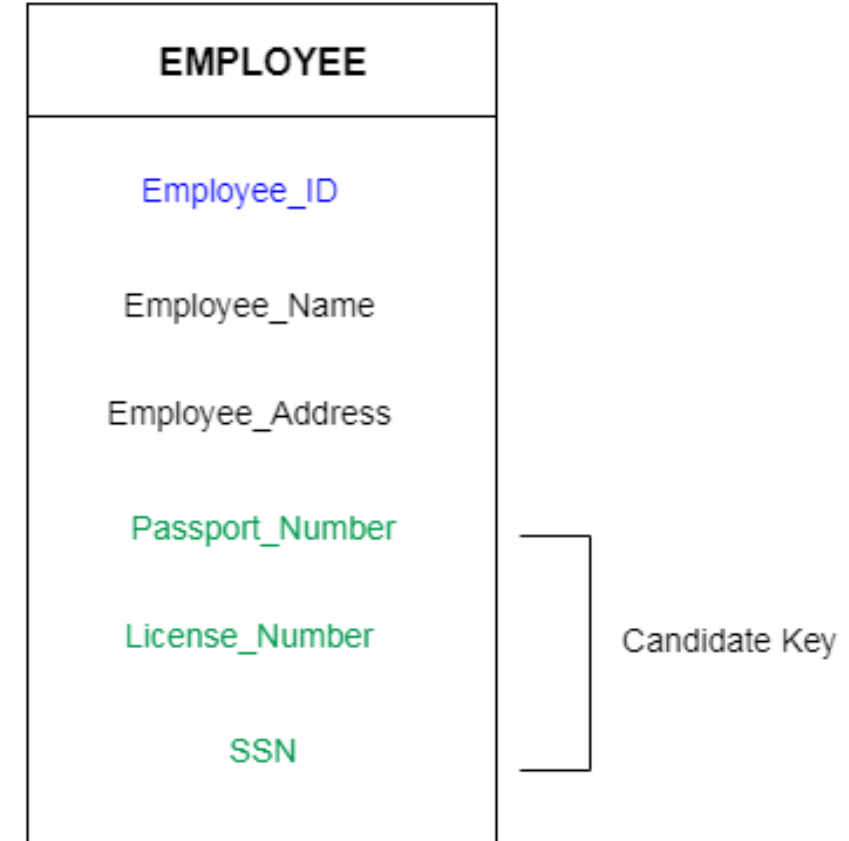 EMPLOYEE
Employee_ID
Employee_Name
Employee_Address
Passport_Number
License_Number
Candidate Key
SSN